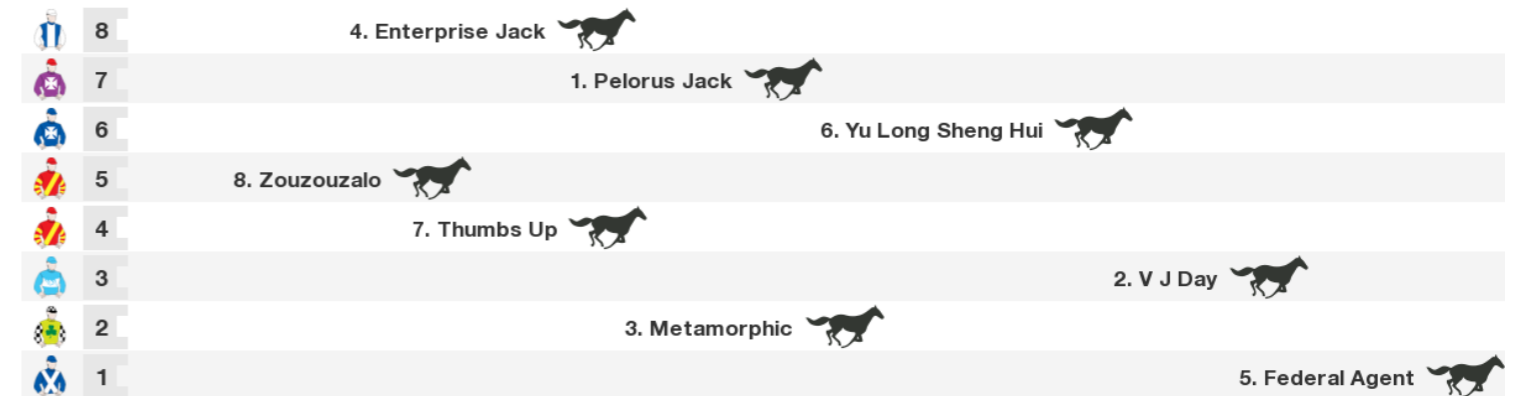 8 4. Enterprise Jack
7 1. Pelorus Jack
6 6. Yu Long Sheng Hui
5 8. Zouzouzalo
4 7. Thumbs Up
3 2. V J Day
2 3. Metamorphic
1 5. Federal Agent